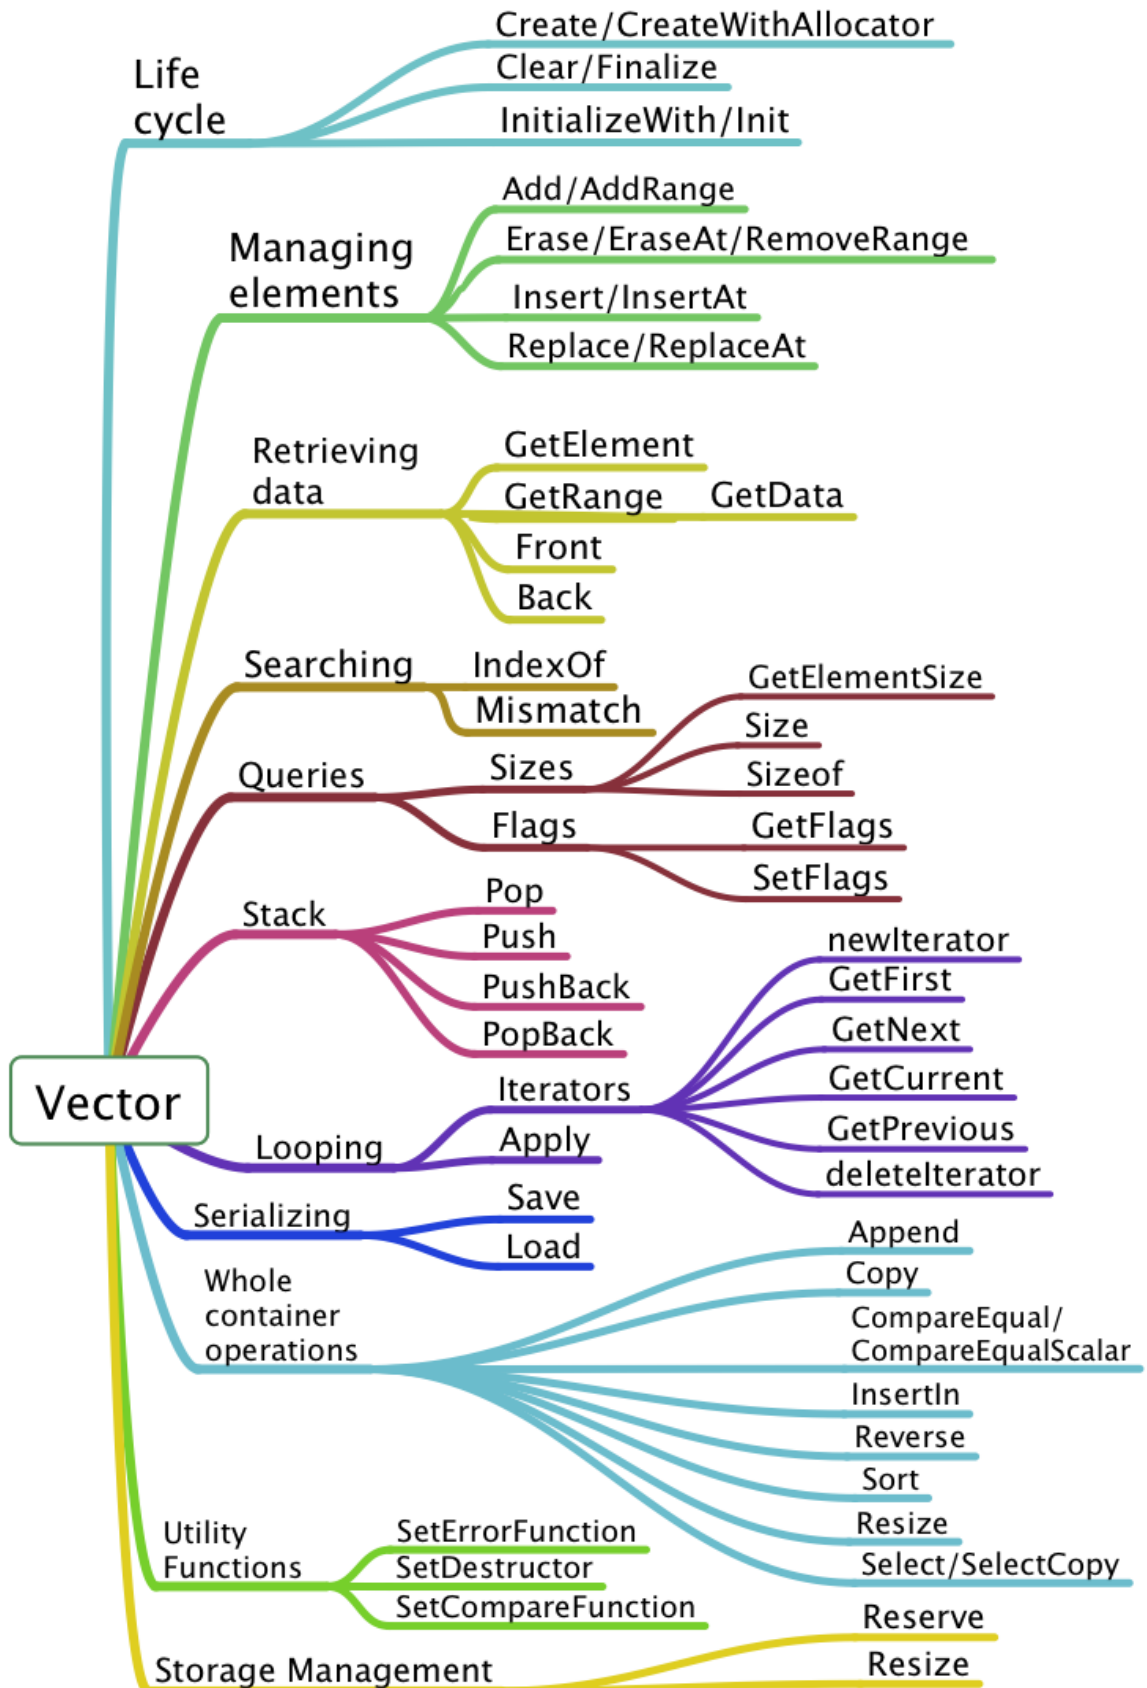 Create/CreateWithAllocator
Life
cycle
Clear/Finalize
InitializeWith/Init
Managing
elements
Add/AddRange
Erase/EraseAt/RemoveRange
Insert/InsertAt
Replace/ReplaceAt
Retrieving
data
GetElement
GetRange GetData
Front
Back
Searching
IndexOf
Mismatch
Queries
Sizes
GetElementSize
Size
Sizeof
Flags
GetFlags
SetFlags
Stack
Pop
Push
PushBack
PopBack
Vector
Looping
Iterators
newIterator
GetFirst
GetNext
GetCurrent
GetPrevious
deleteIterator
Apply
Serializing
Save
Load
Whole
container
operations
Append
Copy
CompareEqual/
CompareEqualScalar
InsertIn
Reverse
Sort
Resize
Select/SelectCopy
Utility
Functions
SetErrorFunction
SetDestructor
SetCompareFunction
Storage Management
Reserve
Resize